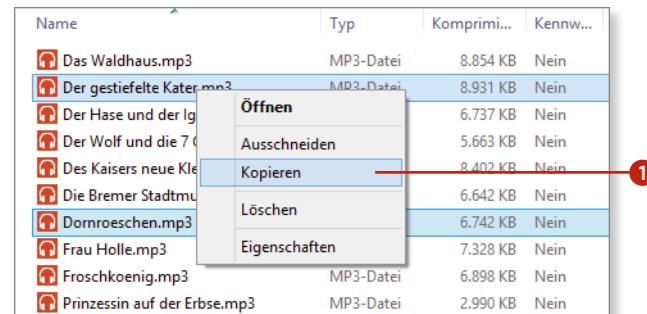 Name Typ Komprimi... Kennw...
Das Waldhaus.mp3 MP3-Datei 8.854 KB Nein
Der gestiefelte Kater.mp3 MP3-Datei 8.931 KB Nein
Der Hase und der Ig 6.737 KB Nein
Öffnen
Der Wolf und die 7 5.663 KB Nein
Ausschneiden
Des Kaisers neue Kle 8.402 KB Nein
Kopieren 1
Die Bremer Stadtmu 6.642 KB Nein
Löschen
Dornroeschen.mp3 6.742 KB Nein
Frau Holle.mp3 7.328 KB Nein
Eigenschaften
Froschkoenig.mp3 MP3-Datei 6.898 KB Nein
Prinzessin auf der Erbse.mp3 MP3-Datei 2.990 KB Nein